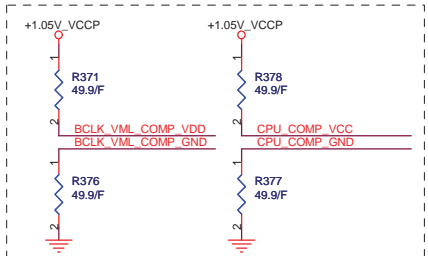 +1.05V_VCCP
+1.05V_VCCP
1
1
R371
49.9/F
R378
49.9/F
2
2
BCLK_VML_COMP_VDD
CPU_COMP_VCC
BCLK_VML_COMP_GND
CPU_COMP_GND
1
1
R376
49.9/F
R377
49.9/F
2
2